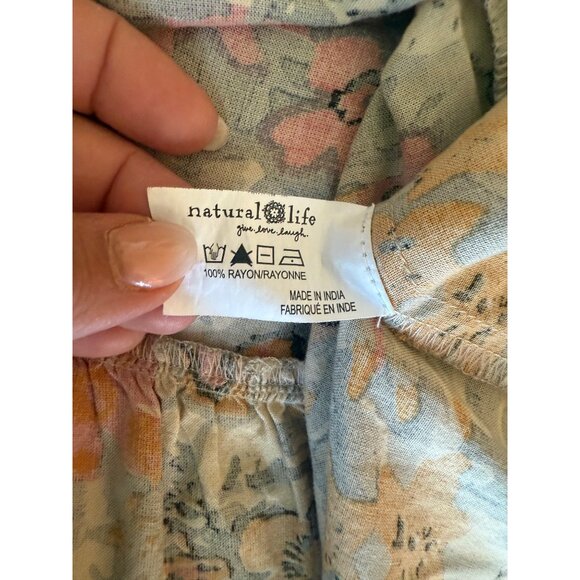 natural life
give. love. laugh.
100% RAYON/RAYONNE
MADE IN INDIA
FABRIQUÉ EN INDE